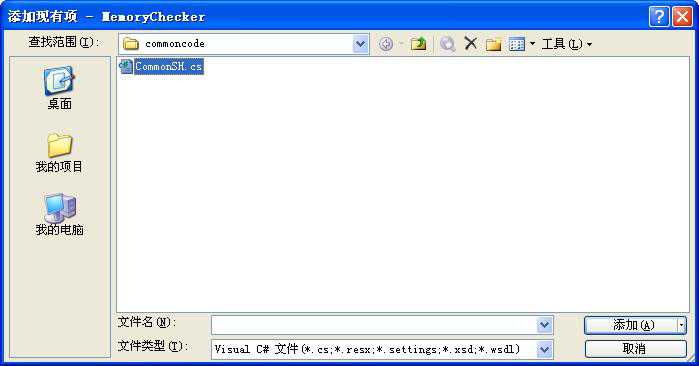 添加现有项 - MemoryChecker
查找范围(I): commoncode 工具(L)
CommonSH.cs
桌面
我的项目
我的电脑
文件名(N): 添加(A)
文件类型(T): Visual C# 文件(*.cs;*.resx;*.settings;*.xsd;*.wsdl) 取消